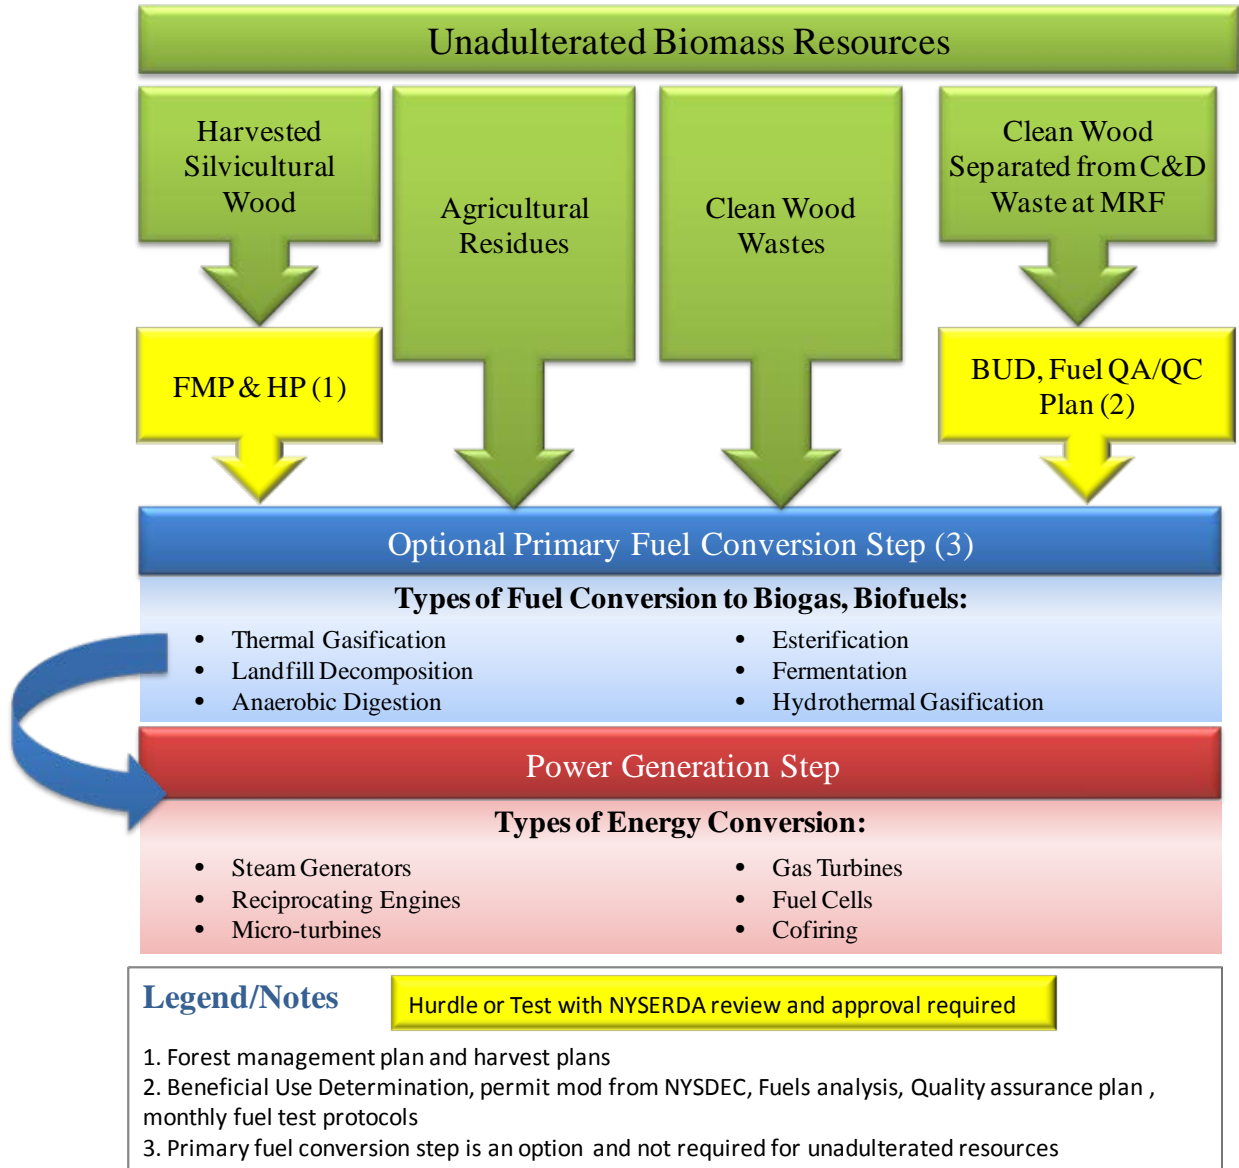 Unadulterated Biomass Resources
Harvested
Silvicultural
Wood
Agricultural
Residues
Clean Wood
Wastes
Clean Wood
Separated from C&D
Waste at MRF
FMP & HP (1)
BUD, Fuel QA/QC
Plan (2)
Optional Primary Fuel Conversion Step (3)
Types of Fuel Conversion to Biogas, Biofuels:
• Thermal Gasification
• Landfill Decomposition
• Anaerobic Digestion
• Esterification
• Fermentation
• Hydrothermal Gasification
Power Generation Step
Types of Energy Conversion:
• Steam Generators
• Reciprocating Engines
• Micro-turbines
• Gas Turbines
• Fuel Cells
• Cofiring
Legend/Notes
Hurdle or Test with NYSERDA review and approval required
1. Forest management plan and harvest plans
2. Beneficial Use Determination, permit mod from NYSDEC, Fuels analysis, Quality assurance plan ,
monthly fuel test protocols
3. Primary fuel conversion step is an option and not required for unadulterated resources